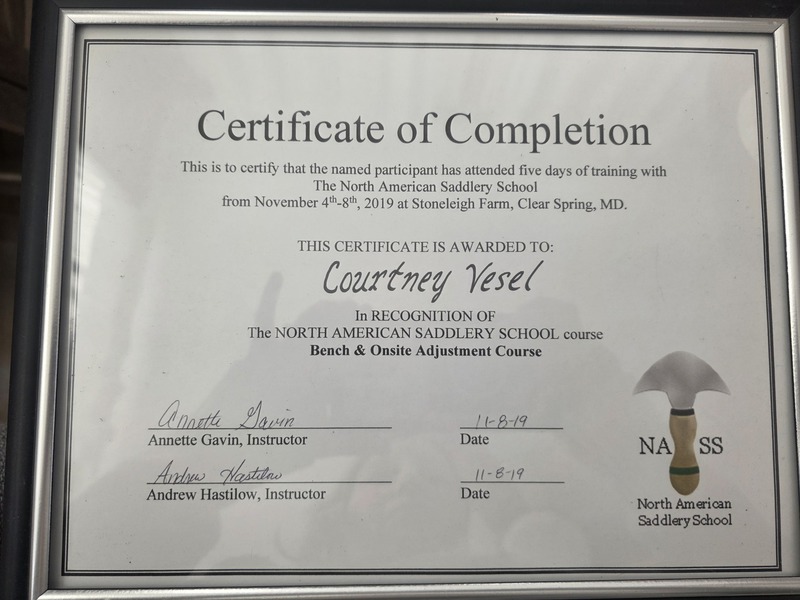 Certificate of Completion
This is to certify that the named participant has attended five days of training with
The North American Saddlery School
from November 4th-8th, 2019 at Stoneleigh Farm, Clear Spring, MD.
THIS CERTIFICATE IS AWARDED TO:
Courtney Vesel
In RECOGNITION OF
The NORTH AMERICAN SADDLERY SCHOOL course
Bench & Onsite Adjustment Course
Annette Gavin 11-8-19
Annette Gavin, Instructor Date
Andrew Hastilow 11-8-19
Andrew Hastilow, Instructor Date
NA SS
North American
Saddlery School